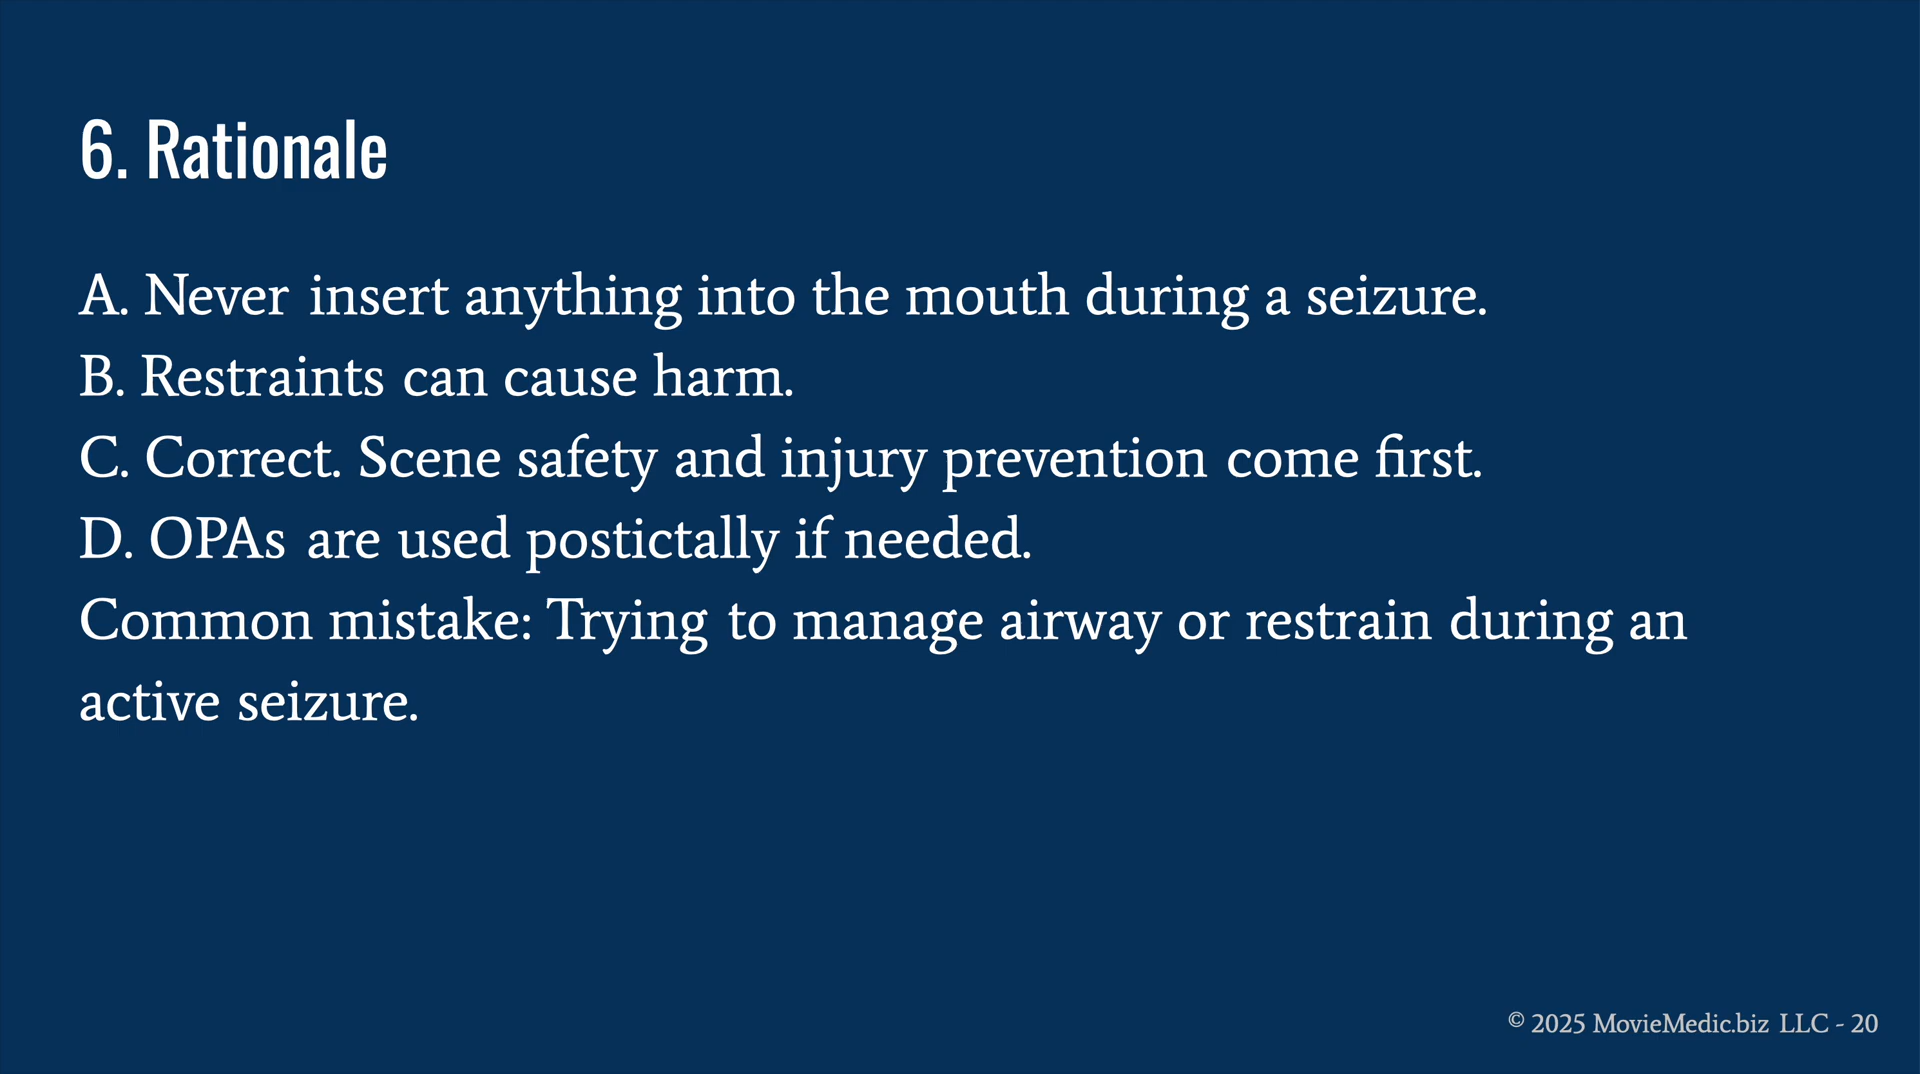 6. Rationale
A. Never insert anything into the mouth during a seizure.
B. Restraints can cause harm.
C. Correct. Scene safety and injury prevention come first.
D. OPAs are used postictally if needed.
Common mistake: Trying to manage airway or restrain during an
active seizure.
© 2025 MovieMedic.biz LLC - 20